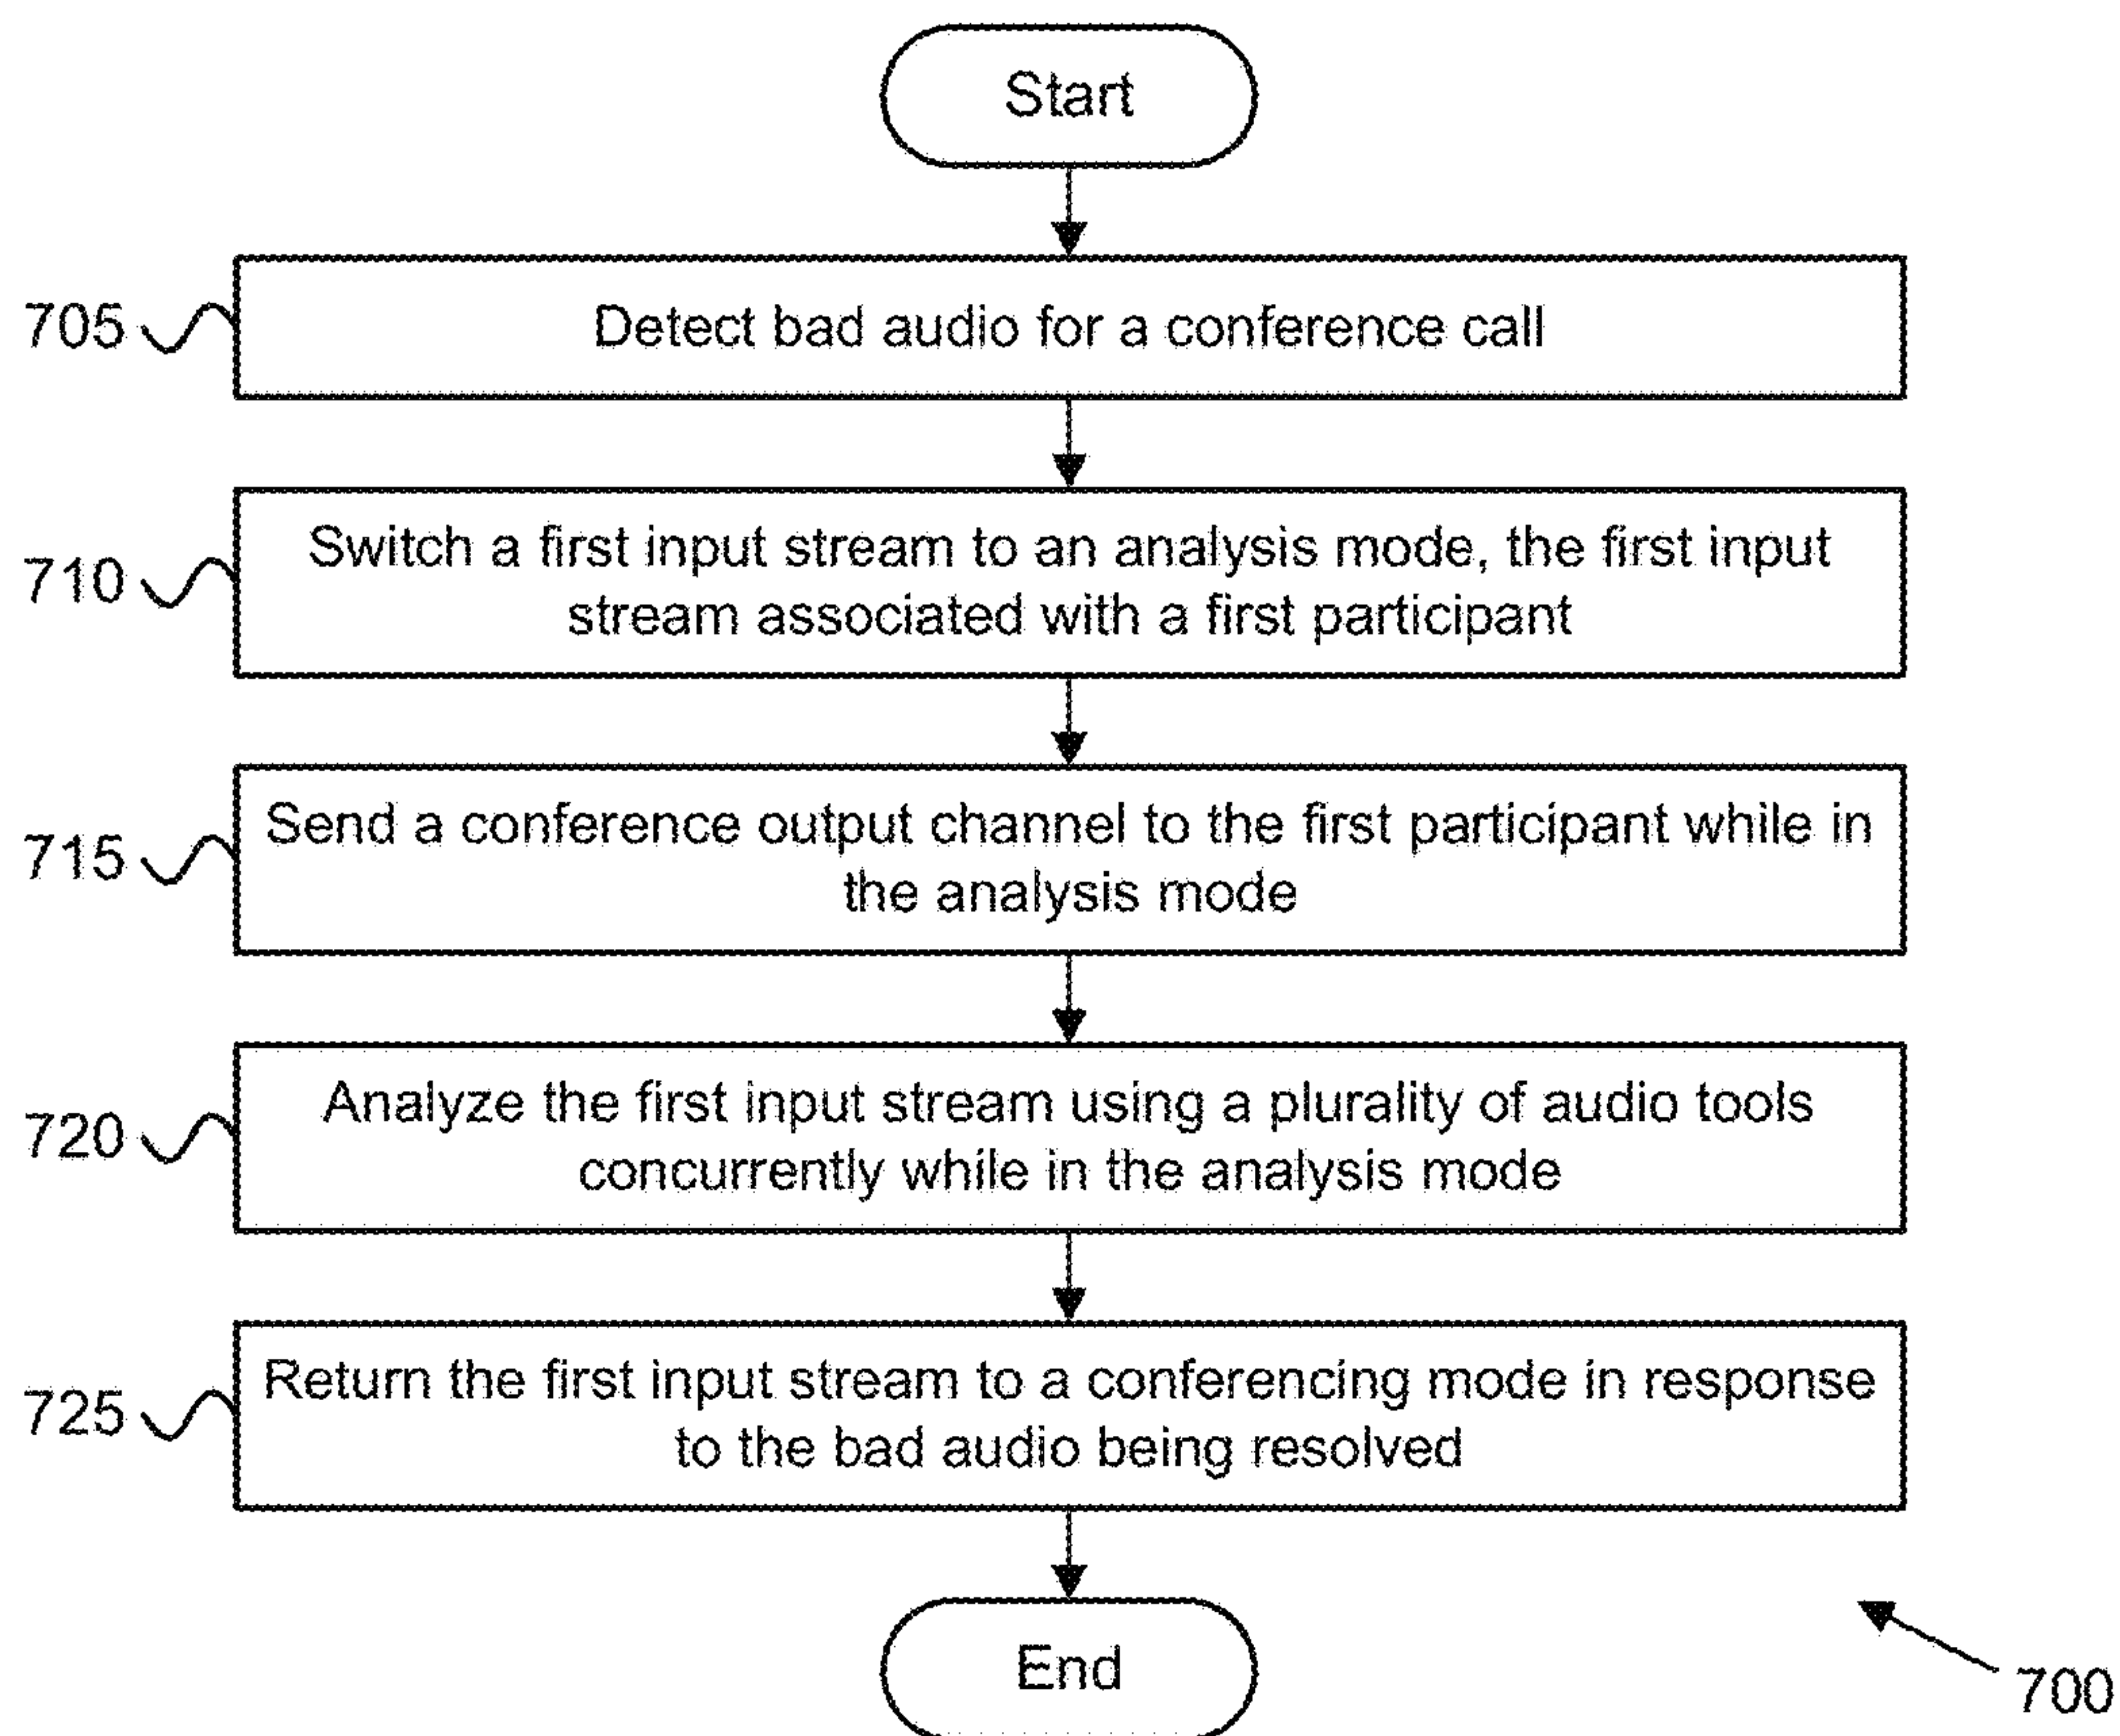 Start
705
Detect bad audio for a conference call
710
Switch a first input stream to an analysis mode, the first input
stream associated with a first participant
715
Send a conference output channel to the first participant while in
the analysis mode
720
Analyze the first input stream using a plurality of audio tools
concurrently while in the analysis mode
725
Return the first input stream to a conferencing mode in response
to the bad audio being resolved
End
700